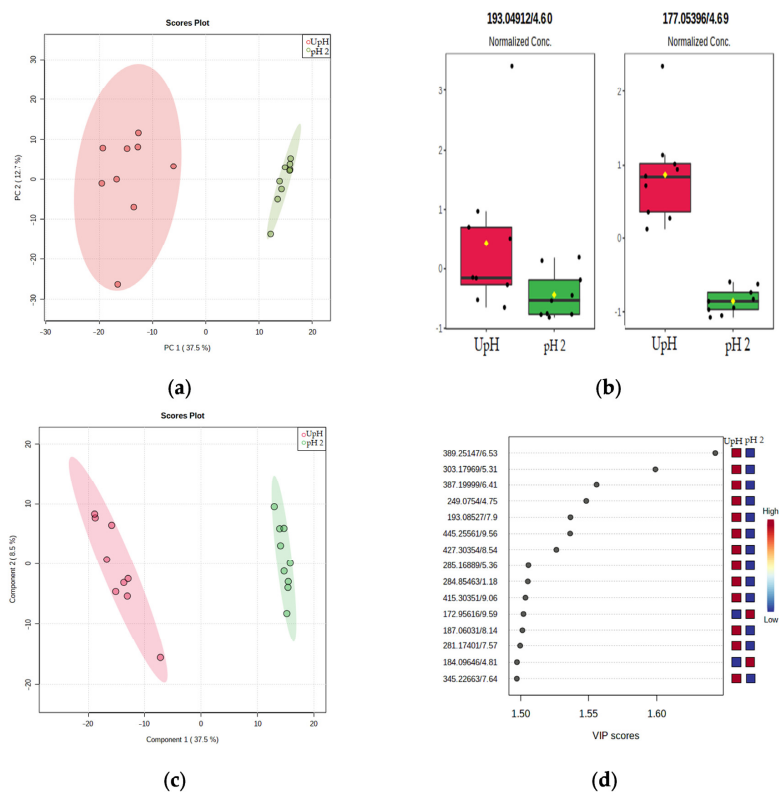 Scores Plot
UpH
pH 2
PC 2 ( 12.7 %)
30
20
10
0
-10
-20
-30
-30
-20
-10
0
10
20
PC 1 ( 37.5 %)
(a)
193.04912/4.60
Normalized Conc.
3
2
1
0
-1
UpH
pH 2
177.05396/4.69
Normalized Conc.
2
1
0
-1
UpH
pH 2
(b)
Scores Plot
UpH
pH 2
Component 2 ( 8.5 %)
20
10
0
-10
-20
-20
-10
0
10
20
Component 1 ( 37.5 %)
(c)
UpH pH 2
389.25147/6.53
303.17969/5.31
387.19999/6.41
249.0754/4.75
193.08527/7.9
445.25561/9.56
427.30354/8.54
285.16889/5.36
284.85463/1.18
415.30351/9.06
172.95616/9.59
187.06031/8.14
281.17401/7.57
184.09646/4.81
345.22663/7.64
High
Low
1.50
1.55
1.60
VIP scores
(d)